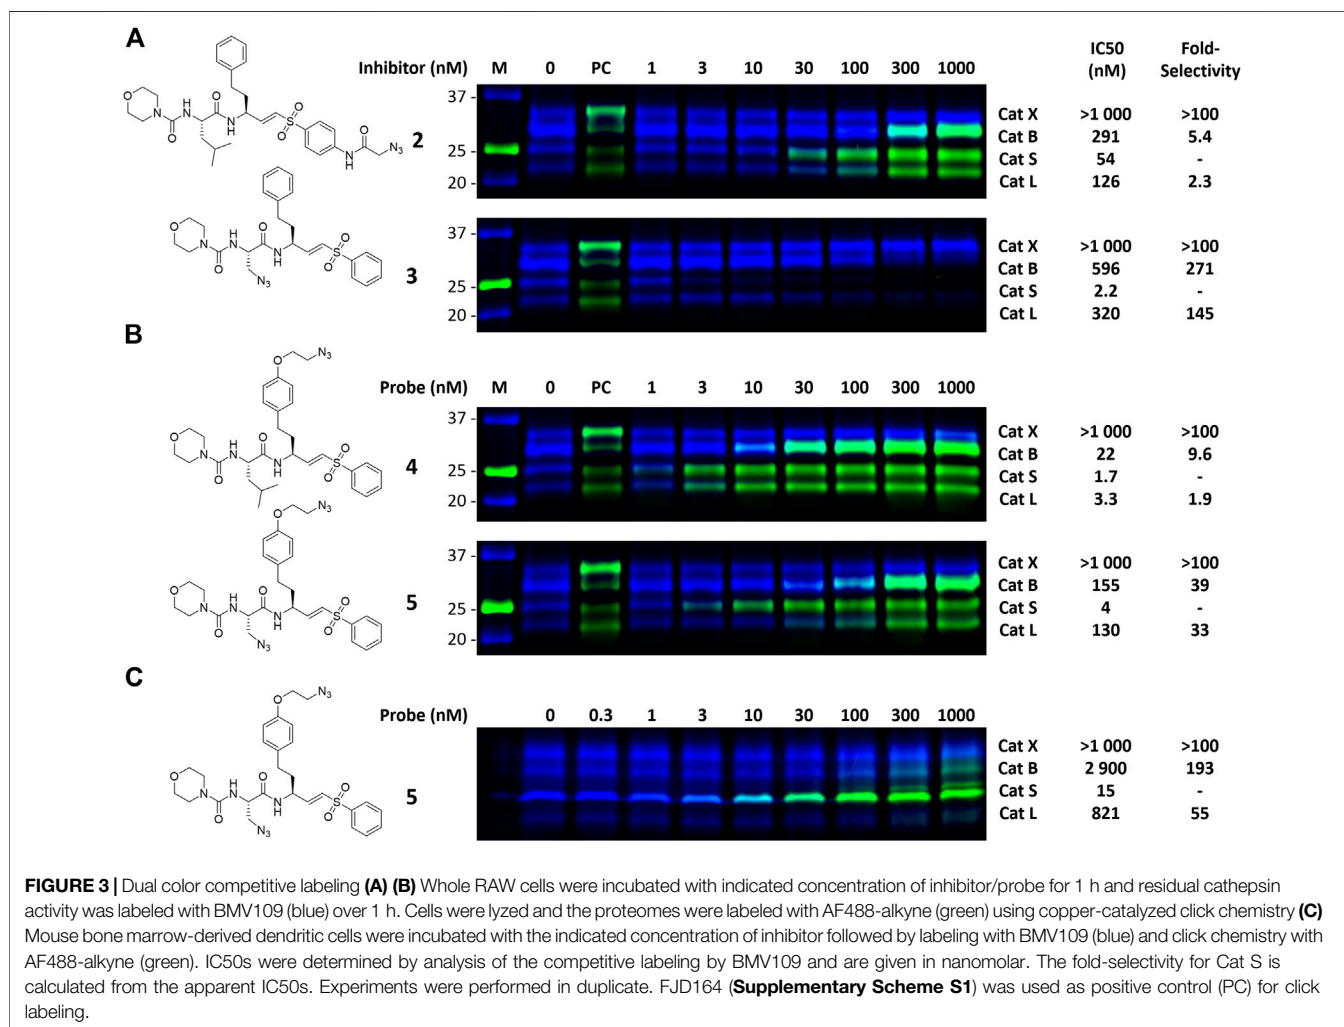 A
Inhibitor (nM) M 0 PC 1 3 10 30 100 300 1000
IC50 (nM) Fold-Selectivity
37
25
20
2
Cat X >1 000 >100
Cat B 291 5.4
Cat S 54 -
Cat L 126 2.3
37
25
20
3
Cat X >1 000 >100
Cat B 596 271
Cat S 2.2 -
Cat L 320 145
B
Probe (nM) M 0 PC 1 3 10 30 100 300 1000
37
25
20
4
Cat X >1 000 >100
Cat B 22 9.6
Cat S 1.7 -
Cat L 3.3 1.9
37
25
20
5
Cat X >1 000 >100
Cat B 155 39
Cat S 4 -
Cat L 130 33
C
Probe (nM) 0 0.3 1 3 10 30 100 300 1000
5
Cat X >1 000 >100
Cat B 2 900 193
Cat S 15 -
Cat L 821 55
FIGURE 3 | Dual color competitive labeling (A) (B) Whole RAW cells were incubated with indicated concentration of inhibitor/probe for 1 h and residual cathepsin
activity was labeled with BMV109 (blue) over 1 h. Cells were lyzed and the proteomes were labeled with AF488-alkyne (green) using copper-catalyzed click chemistry (C)
Mouse bone marrow-derived dendritic cells were incubated with the indicated concentration of inhibitor followed by labeling with BMV109 (blue) and click chemistry with
AF488-alkyne (green). IC50s were determined by analysis of the competitive labeling by BMV109 and are given in nanomolar. The fold-selectivity for Cat S is
calculated from the apparent IC50s. Experiments were performed in duplicate. FJD164 (Supplementary Scheme S1) was used as positive control (PC) for click
labeling.